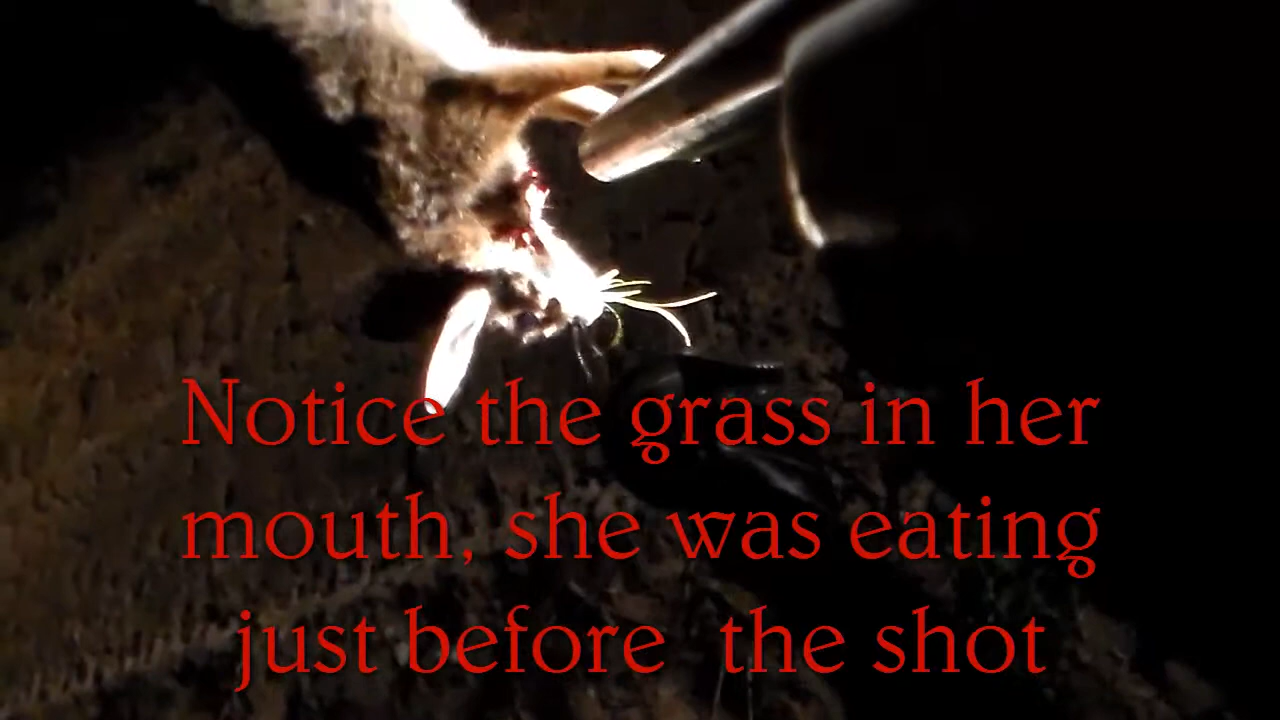 Notice the grass in her
mouth, she was eating
just before  the shot